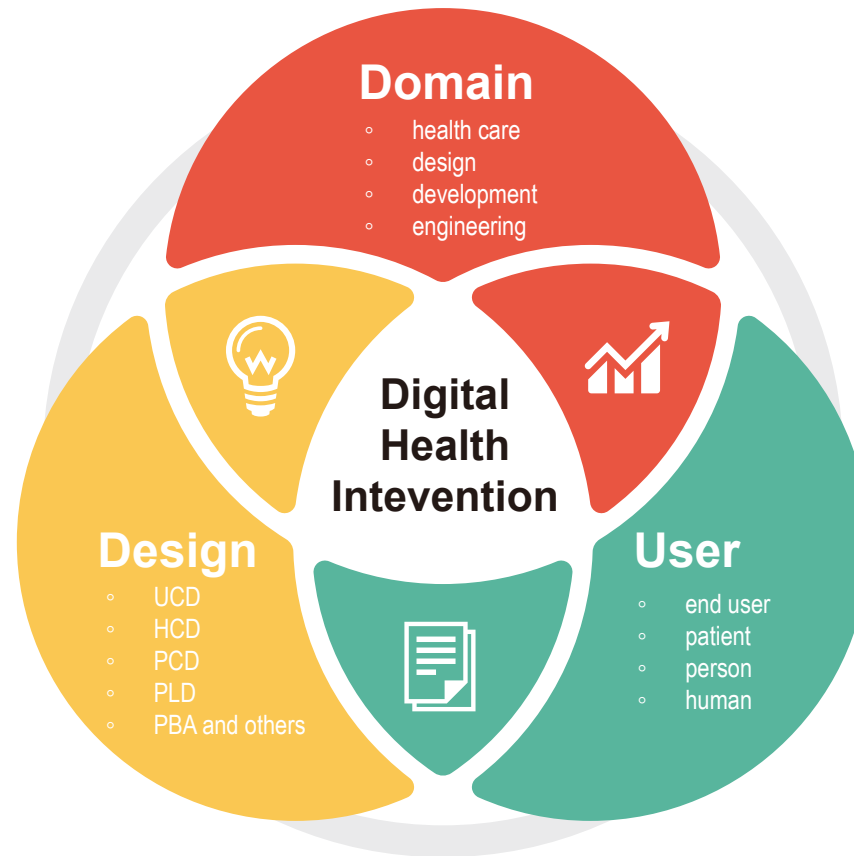 Domain
◦ health care
◦ design
◦ development
◦ engineering
Digital
Health
Intevention
Design
◦ UCD
◦ HCD
◦ PCD
◦ PLD
◦ PBA and others
User
◦ end user
◦ patient
◦ person
◦ human